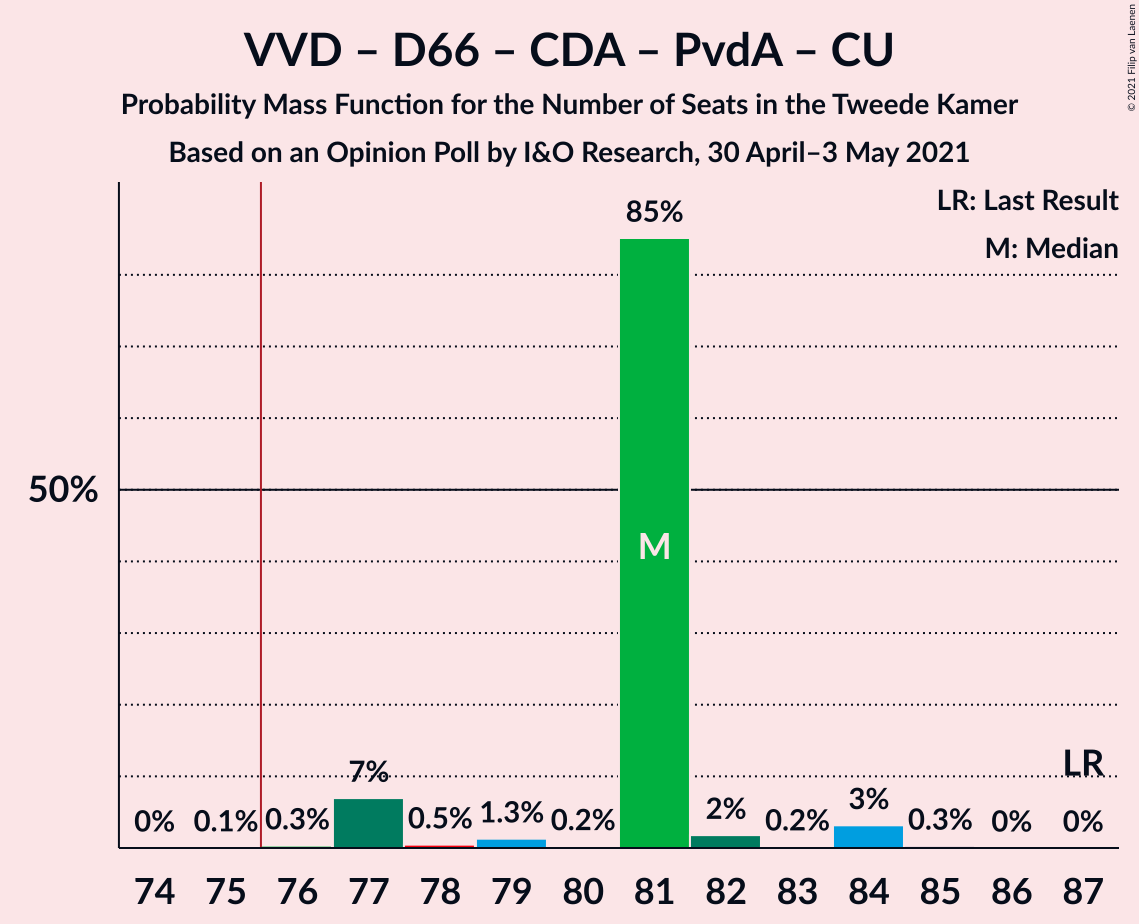 VVD – D66 – CDA – PvdA – CU
Probability Mass Function for the Number of Seats in the Tweede Kamer
Based on an Opinion Poll by I&O Research, 30 April–3 May 2021
© 2021 Filip van Laenen
LR: Last Result
M: Median
85%
50%
M
LR
0% 0.1% 0.3% 7% 0.5% 1.3% 0.2% 2% 0.2% 3% 0.3% 0% 0%
74 75 76 77 78 79 80 81 82 83 84 85 86 87